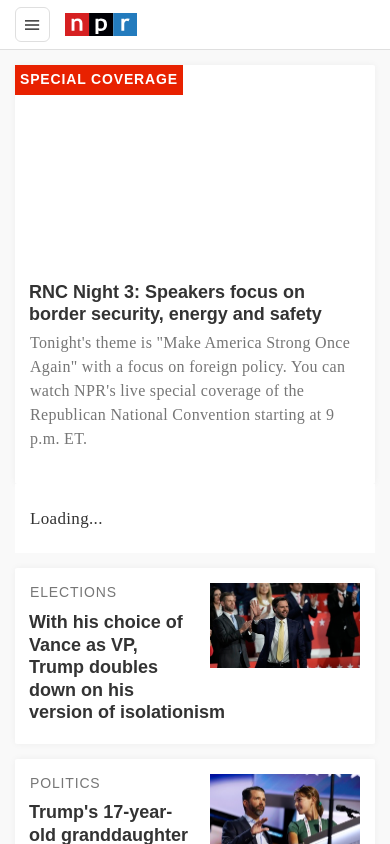 npr
SPECIAL COVERAGE
RNC Night 3: Speakers focus on
border security, energy and safety
Tonight's theme is "Make America Strong Once
Again" with a focus on foreign policy. You can
watch NPR's live special coverage of the
Republican National Convention starting at 9
p.m. ET.
Loading...
ELECTIONS
With his choice of
Vance as VP,
Trump doubles
down on his
version of isolationism
POLITICS
Trump's 17-year-
old granddaughter